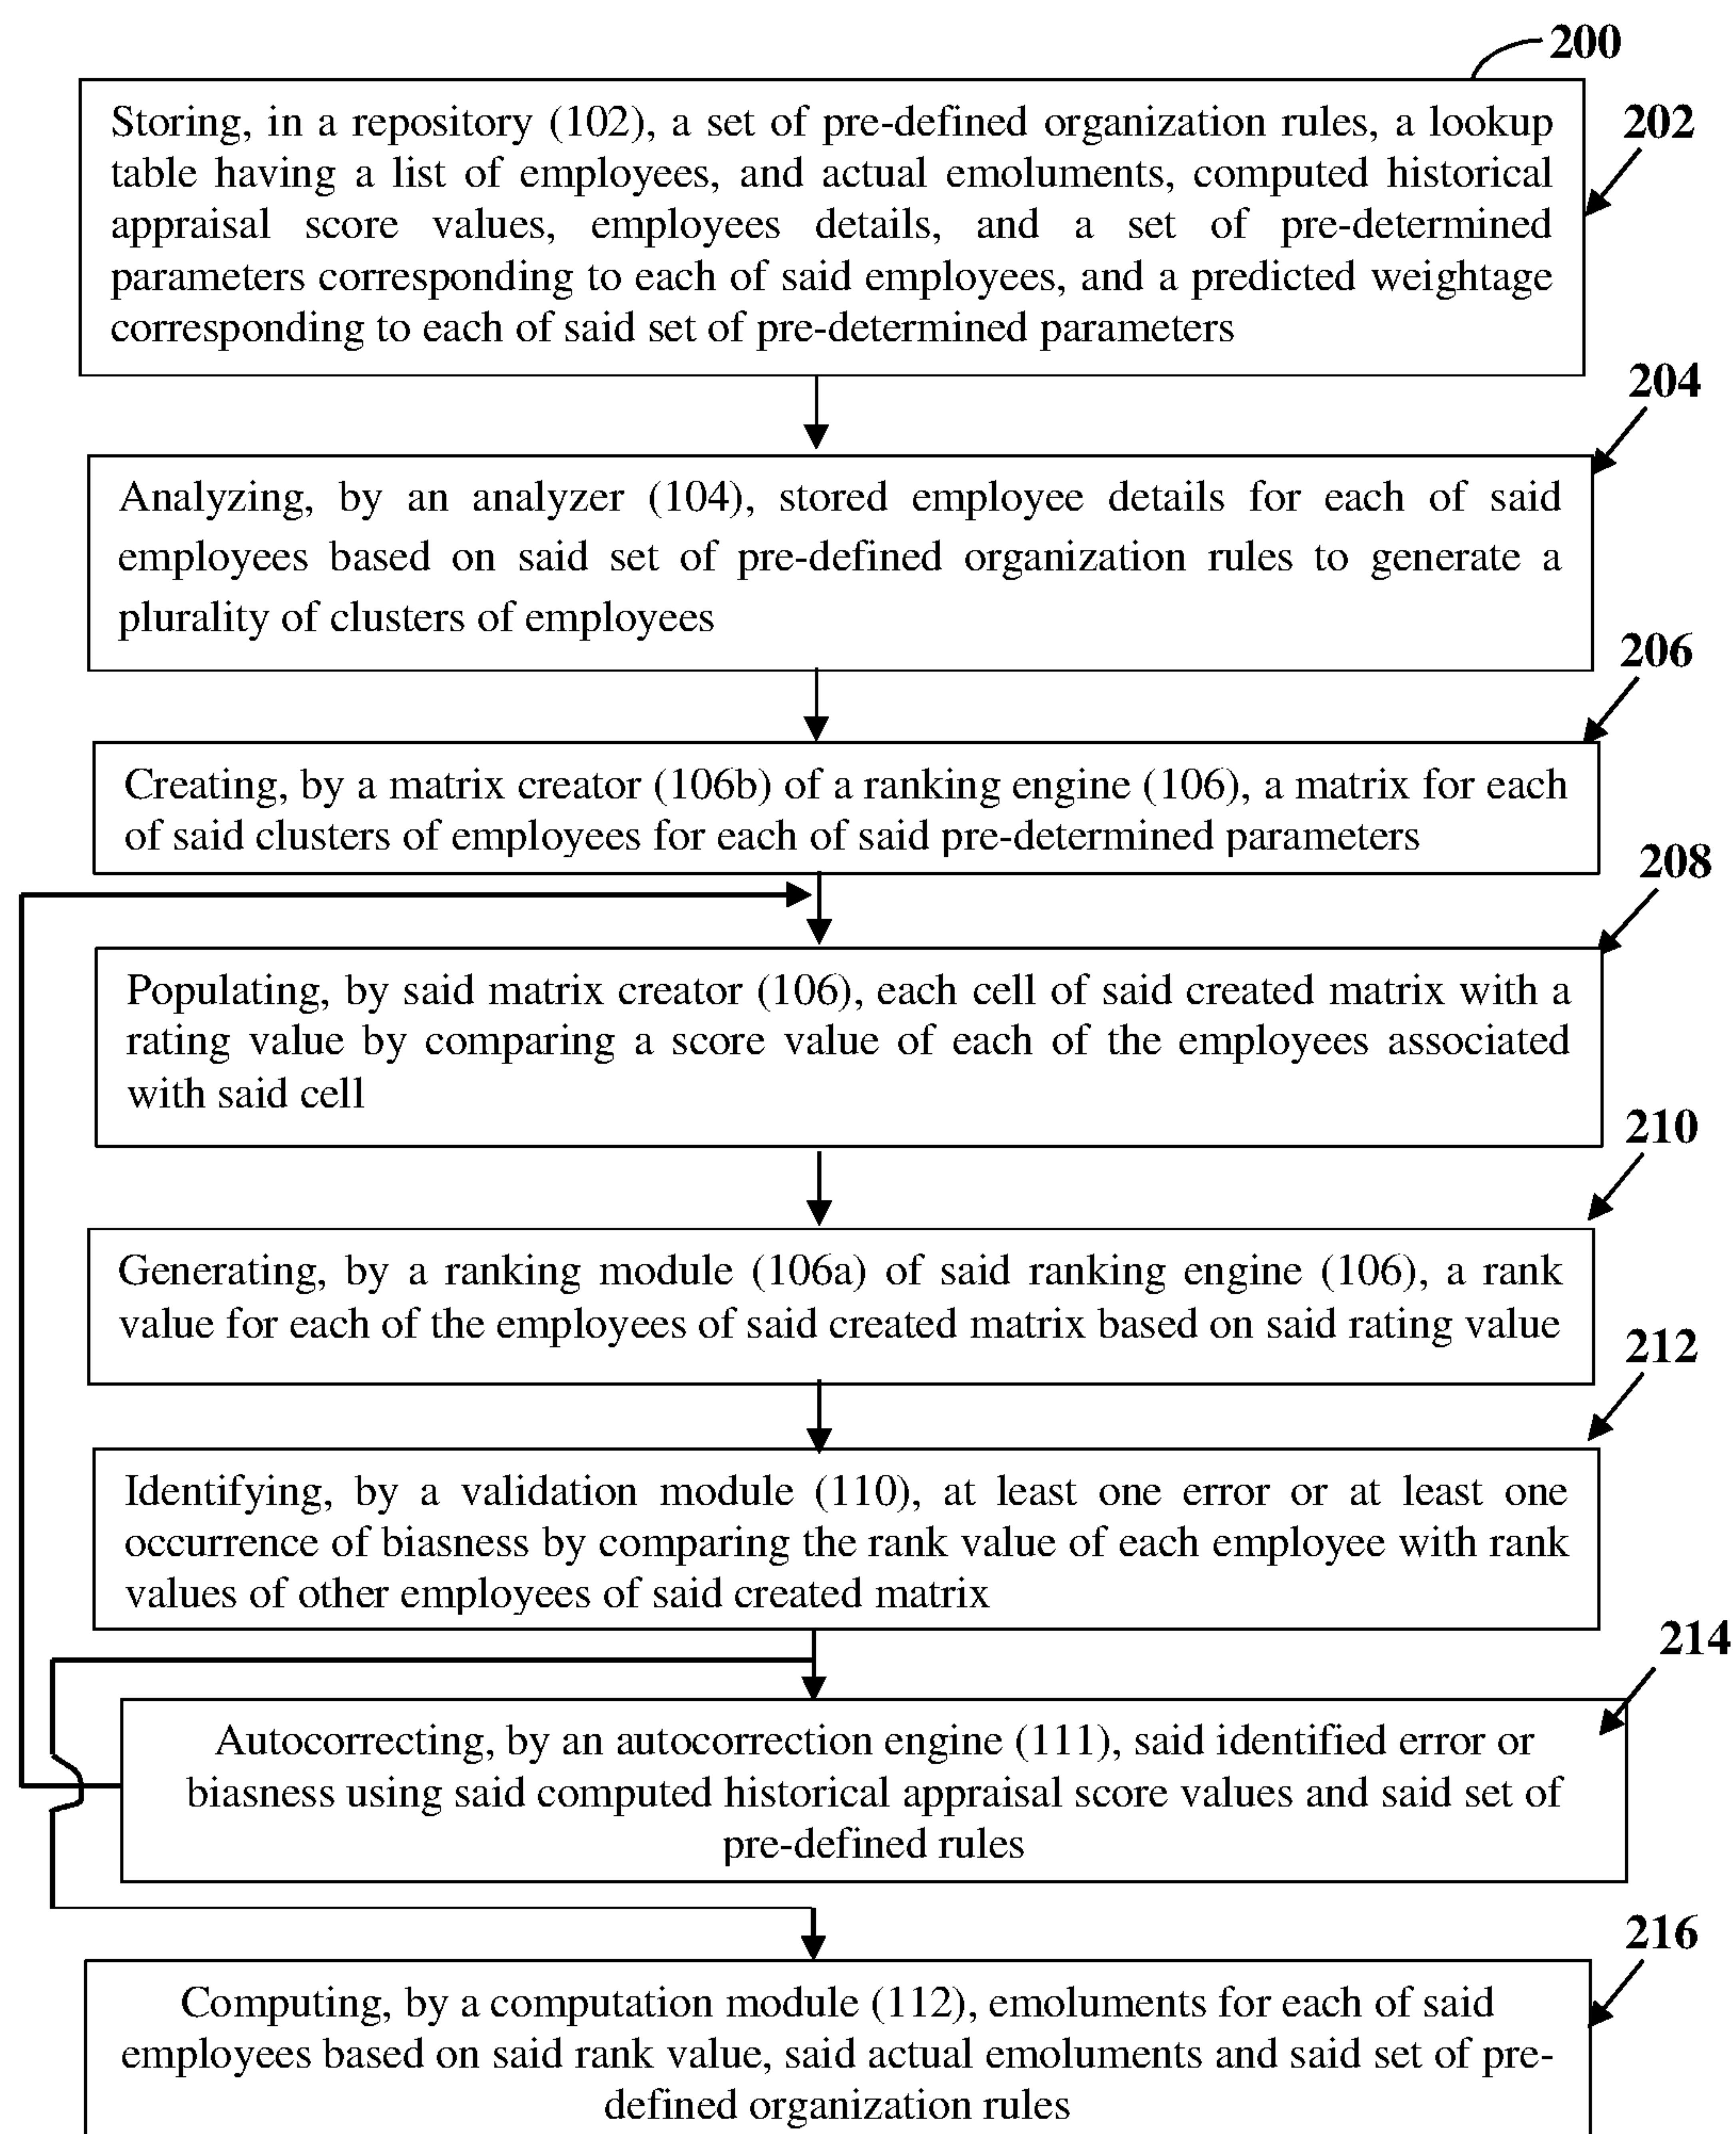 200
202
Storing, in a repository (102), a set of pre-defined organization rules, a lookup
table having a list of employees, and actual emoluments, computed historical
appraisal score values, employees details, and a set of pre-determined
parameters corresponding to each of said employees, and a predicted weightage
corresponding to each of said set of pre-determined parameters
204
Analyzing, by an analyzer (104), stored employee details for each of said
employees based on said set of pre-defined organization rules to generate a
plurality of clusters of employees
206
Creating, by a matrix creator (106b) of a ranking engine (106), a matrix for each
of said clusters of employees for each of said pre-determined parameters
208
Populating, by said matrix creator (106), each cell of said created matrix with a
rating value by comparing a score value of each of the employees associated
with said cell
210
Generating, by a ranking module (106a) of said ranking engine (106), a rank
value for each of the employees of said created matrix based on said rating value
212
Identifying, by a validation module (110), at least one error or at least one
occurrence of biasness by comparing the rank value of each employee with rank
values of other employees of said created matrix
214
Autocorrecting, by an autocorrection engine (111), said identified error or
biasness using said computed historical appraisal score values and said set of
pre-defined rules
216
Computing, by a computation module (112), emoluments for each of said
employees based on said rank value, said actual emoluments and said set of pre-
defined organization rules